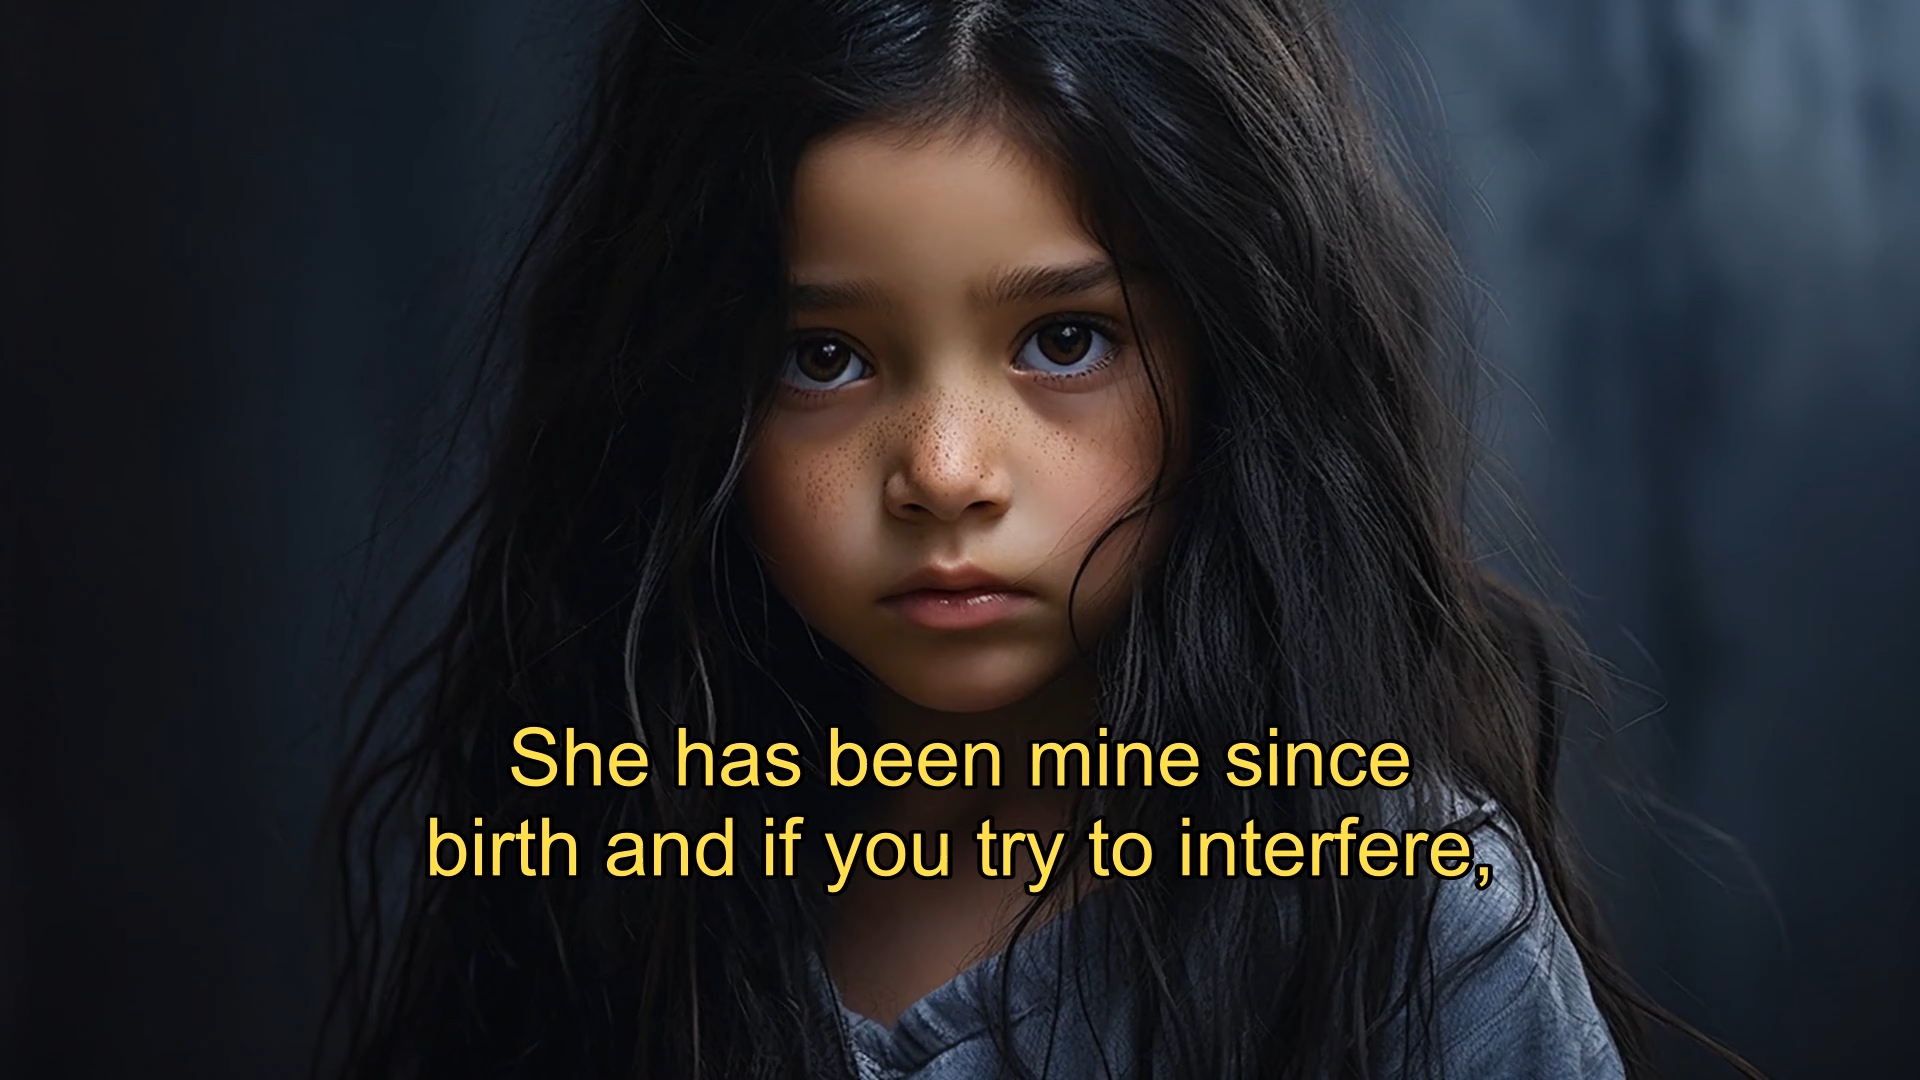 She has been mine since
birth and if you try to interfere,